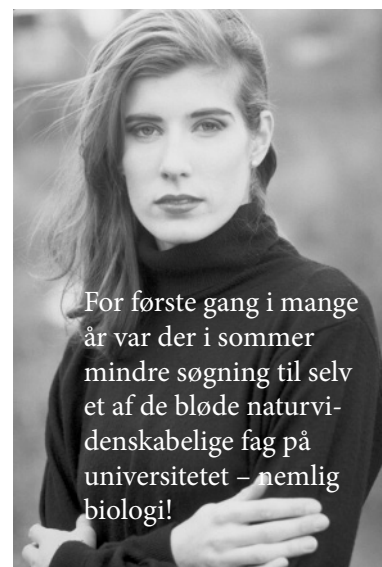 For første gang i mange
år var der i sommer
mindre søgning til selv
et af de bløde naturvi-
denskabelige fag på
universitetet – nemlig
biologi!